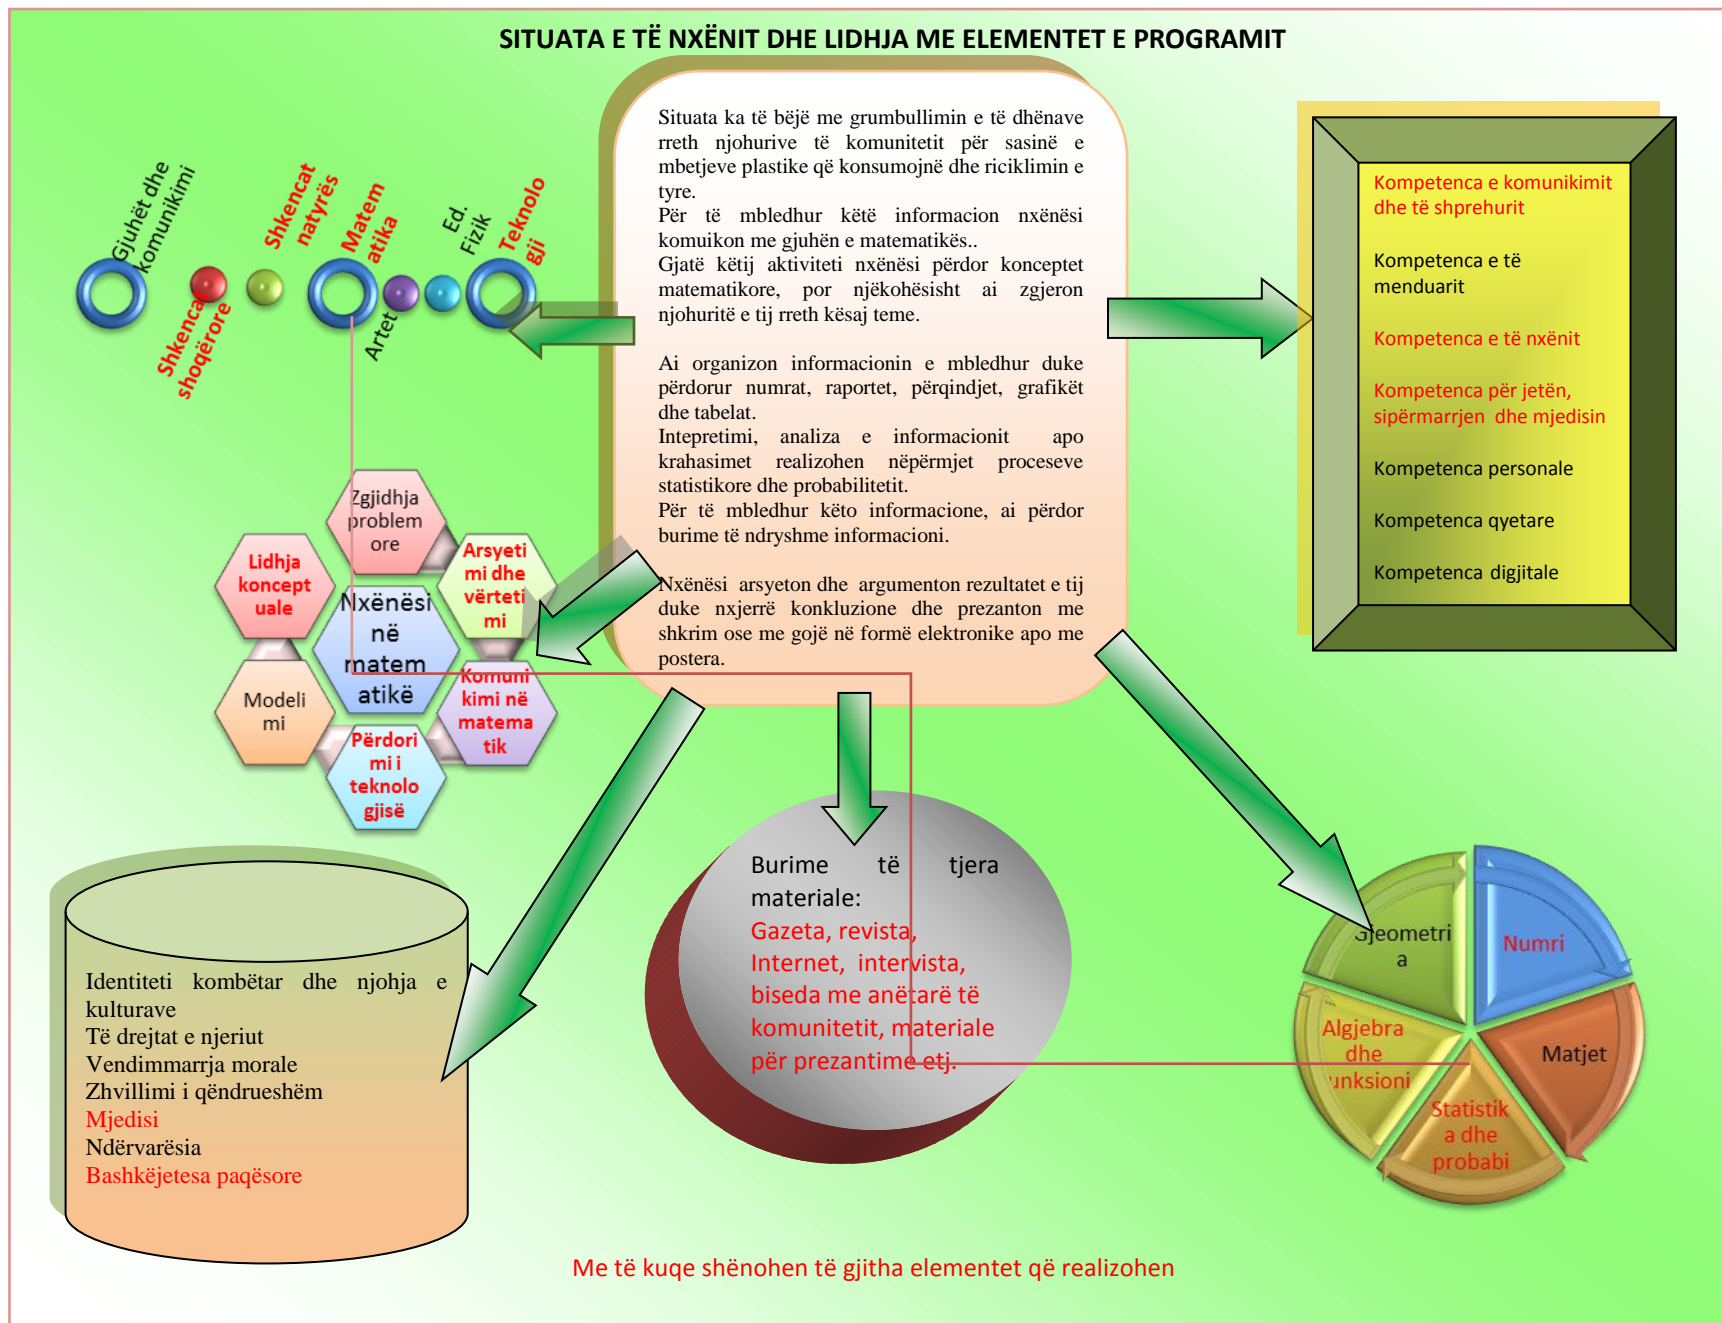 SITUATA E TË NXËNIT DHE LIDHJA ME ELEMENTET E PROGRAMIT
Situata ka të bëjë me grumbullimin e të dhënave
rreth njohurive të komunitetit për sasinë e
mbetjeve plastike që konsumojnë dhe riciklimin e
tyre.
Për të mbledhur këtë informacion nxënësi
komuikon me gjuhën e matematikës..
Gjatë këtij aktiviteti nxënësi përdor konceptet
matematikore, por njëkohësisht ai zgjeron
njohuritë e tij rreth kësaj teme.
Ai organizon informacionin e mbledhur duke
përdorur numrat, raportet, përqindjet, grafikët
dhe tabelat.
Intepretimi, analiza e informacionit apo
krahasimet realizohen nëpërmjet proceseve
statistikore dhe probabilitetit.
Për të mbledhur këto informacione, ai përdor
burime të ndryshme informacioni.
Nxënësi arsyeton dhe argumenton rezultatet e tij
duke nxjerrë konkluzione dhe prezanton me
shkrim ose me gojë në formë elektronike apo me
postera.
Gjuhët dhe
komunikimi
Shkencat
shoqërore
Shkencat
natyrës
Matem
atika
Artet
Ed.
Fizik
Teknolo
gji
Kompetenca e komunikimit
dhe të shprehurit
Kompetenca e të
menduarit
Kompetenca e të nxënit
Kompetenca për jetën,
sipërmarrjen dhe mjedisin
Kompetenca personale
Kompetenca qyetare
Kompetenca digjitale
Zgjidhja
problem
ore
Arsyeti
mi dhe
vërteti
mi
Komuni
kimi në
matema
tik
Përdori
mi i
teknolo
gjisë
Modeli
mi
Lidhja
koncept
uale
Nxënësi
në
matem
atikë
Identiteti kombëtar dhe njohja e
kulturave
Të drejtat e njeriut
Vendimmarrja morale
Zhvillimi i qëndrueshëm
Mjedisi
Ndërvarësia
Bashkëjetesa paqësore
Burime të tjera
materiale:
Gazeta, revista,
Internet, intervista,
biseda me anëtarë të
komunitetit, materiale
për prezantime etj.
Gjeometri
a
Numri
Matjet
Statistik
a dhe
probabi
Algjebra
dhe
unksioni
Me të kuqe shënohen të gjitha elementet që realizohen